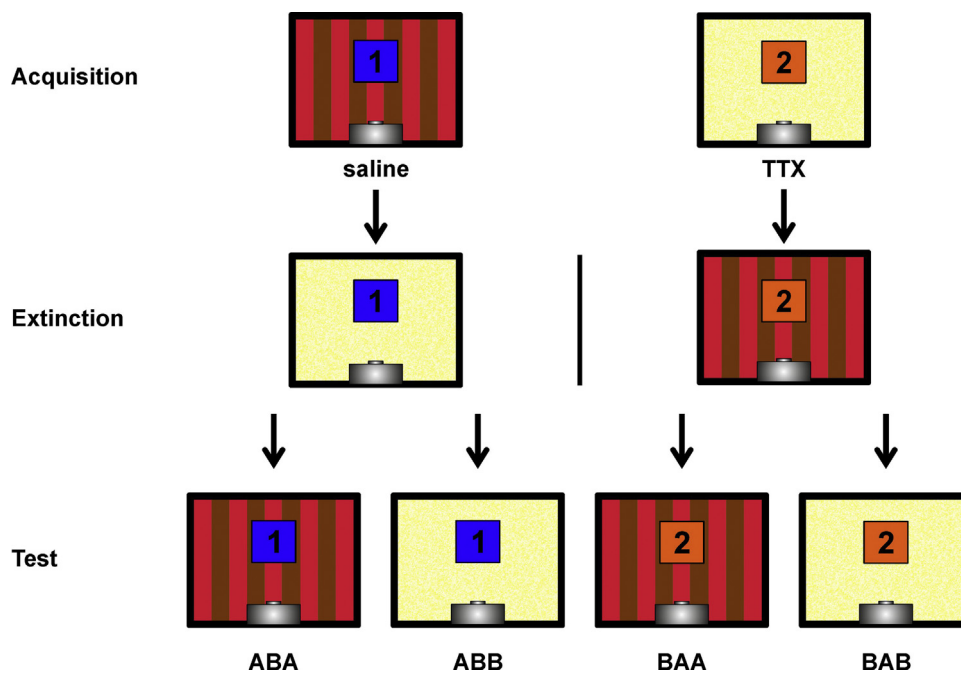 Acquisition
1
2
saline
TTX
Extinction
1
2
Test
1
1
2
2
ABA
ABB
BAA
BAB